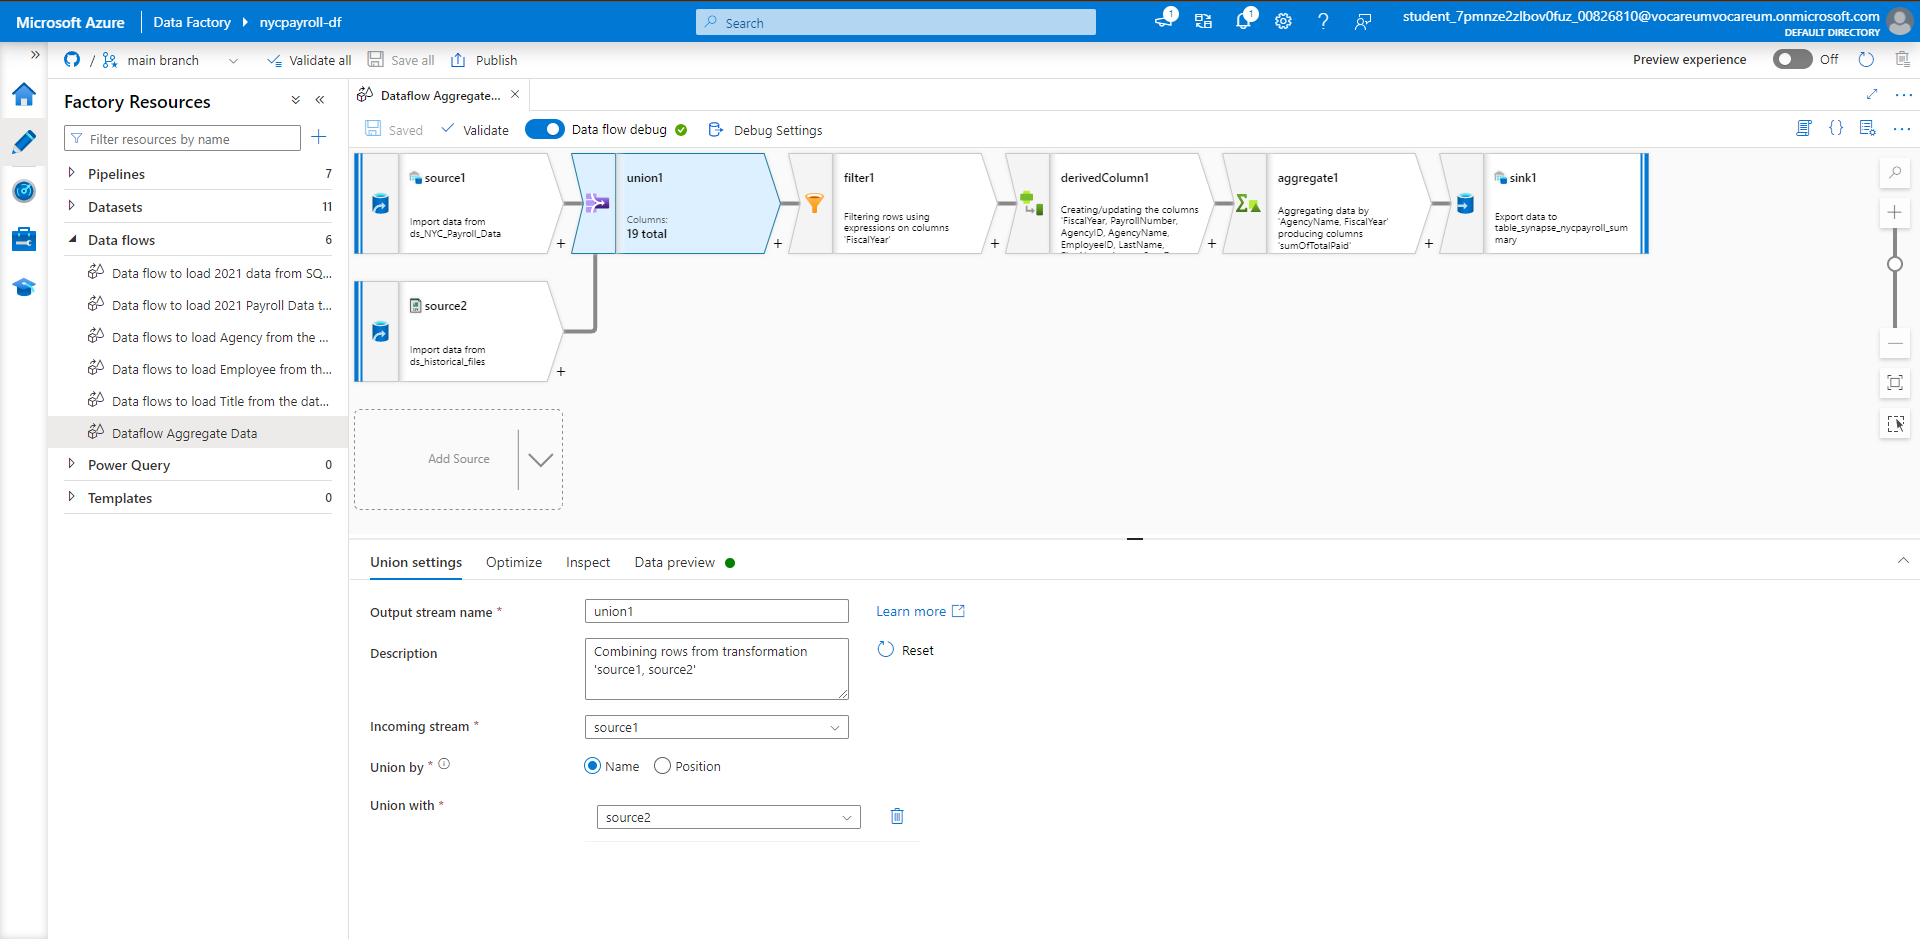 Microsoft Azure
Data Factory
nycpayroll-df
Search
1
1
student_7pmnze2zlbov0fuz_00826810@vocareumvocareum.onmicrosoft.com
DEFAULT DIRECTORY
/ main branch
Validate all
Save all
Publish
Preview experience
Off
Factory Resources
Filter resources by name
Pipelines 7
Datasets 11
Data flows 6
Data flow to load 2021 data from SQ...
Data flow to load 2021 Payroll Data t...
Data flows to load Agency from the ...
Data flows to load Employee from th...
Data flows to load Title from the dat...
Dataflow Aggregate Data
Power Query 0
Templates 0
Dataflow Aggregate...
Saved
Validate
Data flow debug
Debug Settings
source1
Import data from
ds_NYC_Payroll_Data
union1
Columns:
19 total
filter1
Filtering rows using
expressions on columns
'FiscalYear'
derivedColumn1
Creating/updating the columns
'FiscalYear, PayrollNumber,
AgencyID, AgencyName,
EmployeeID, LastName,
aggregate1
Aggregating data by
'AgencyName, FiscalYear'
producing columns
'sumOfTotalPaid'
sink1
Export data to
table_synapse_nycpayroll_sum
mary
source2
Import data from
ds_historical_files
Add Source
Union settings
Optimize
Inspect
Data preview
Output stream name *
union1
Learn more
Description
Combining rows from transformation
'source1, source2'
Reset
Incoming stream *
source1
Union by *
Name
Position
Union with *
source2